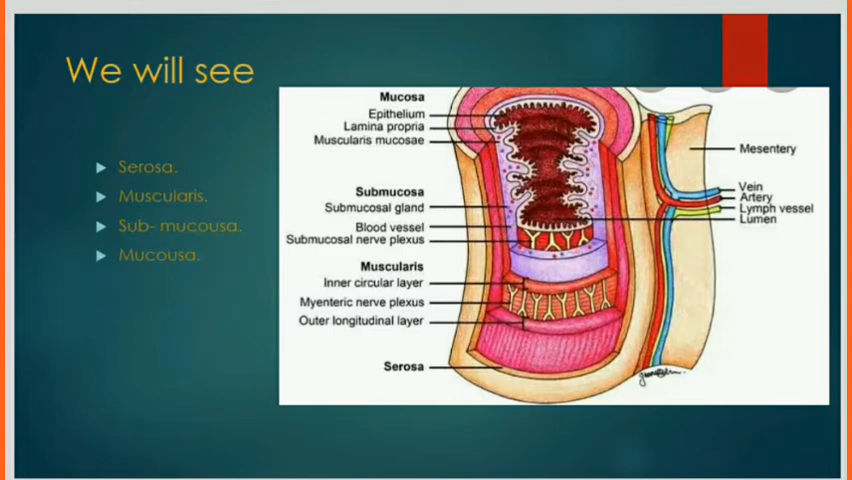 We will see
Serosa.
Muscularis.
Sub- mucousa.
Mucousa.
Mucosa
Epithelium
Lamina propria
Muscularis mucosae
Submucosa
Submucosal gland
Blood vessel
Submucosal nerve plexus
Muscularis
Inner circular layer
Myenteric nerve plexus
Outer longitudinal layer
Serosa
Mesentery
Vein
Artery
Lymph vessel
Lumen